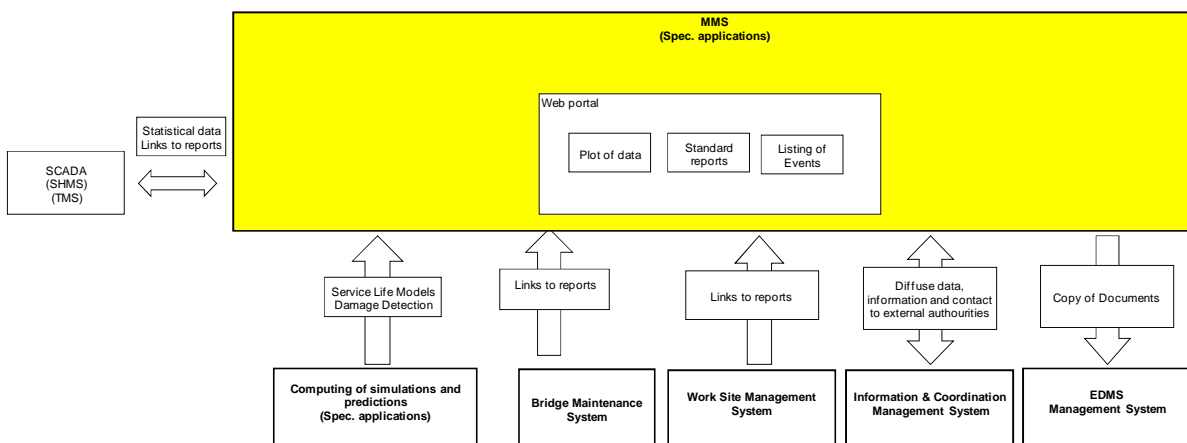 MMS
(Spec. applications)
Web portal
Plot of data
Standard
reports
Listing of
Events
Statistical data
Links to reports
SCADA
(SHMS)
(TMS)
Service Life Models
Damage Detection
Links to reports
Links to reports
Diffuse data,
information and contact
to external authourities
Copy of Documents
Computing of simulations and
predictions
(Spec. applications)
Bridge Maintenance
System
Work Site Management
System
Information & Coordination
Management System
EDMS
Management System